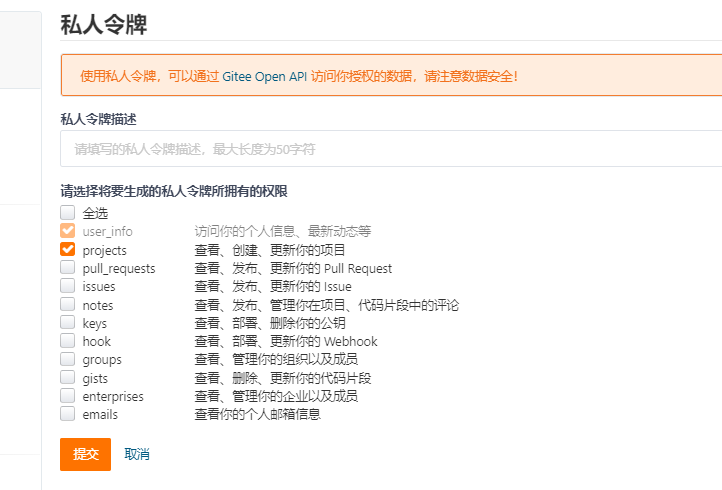 私人令牌
使用私人令牌，可以通过 Gitee Open API 访问你授权的数据，请注意数据安全！
私人令牌描述
请填写的私人令牌描述，最大长度为50字符
请选择将要生成的私人令牌所拥有的权限
全选
user_info 访问你的个人信息、最新动态等
projects 查看、创建、更新你的项目
pull_requests 查看、发布、更新你的 Pull Request
issues 查看、发布、更新你的 Issue
notes 查看、发布、管理你在项目、代码片段中的评论
keys 查看、部署、删除你的公钥
hook 查看、部署、更新你的 Webhook
groups 查看、管理你的组织以及成员
gists 查看、删除、更新你的代码片段
enterprises 查看、管理你的企业以及成员
emails 查看你的个人邮箱信息
提交 取消